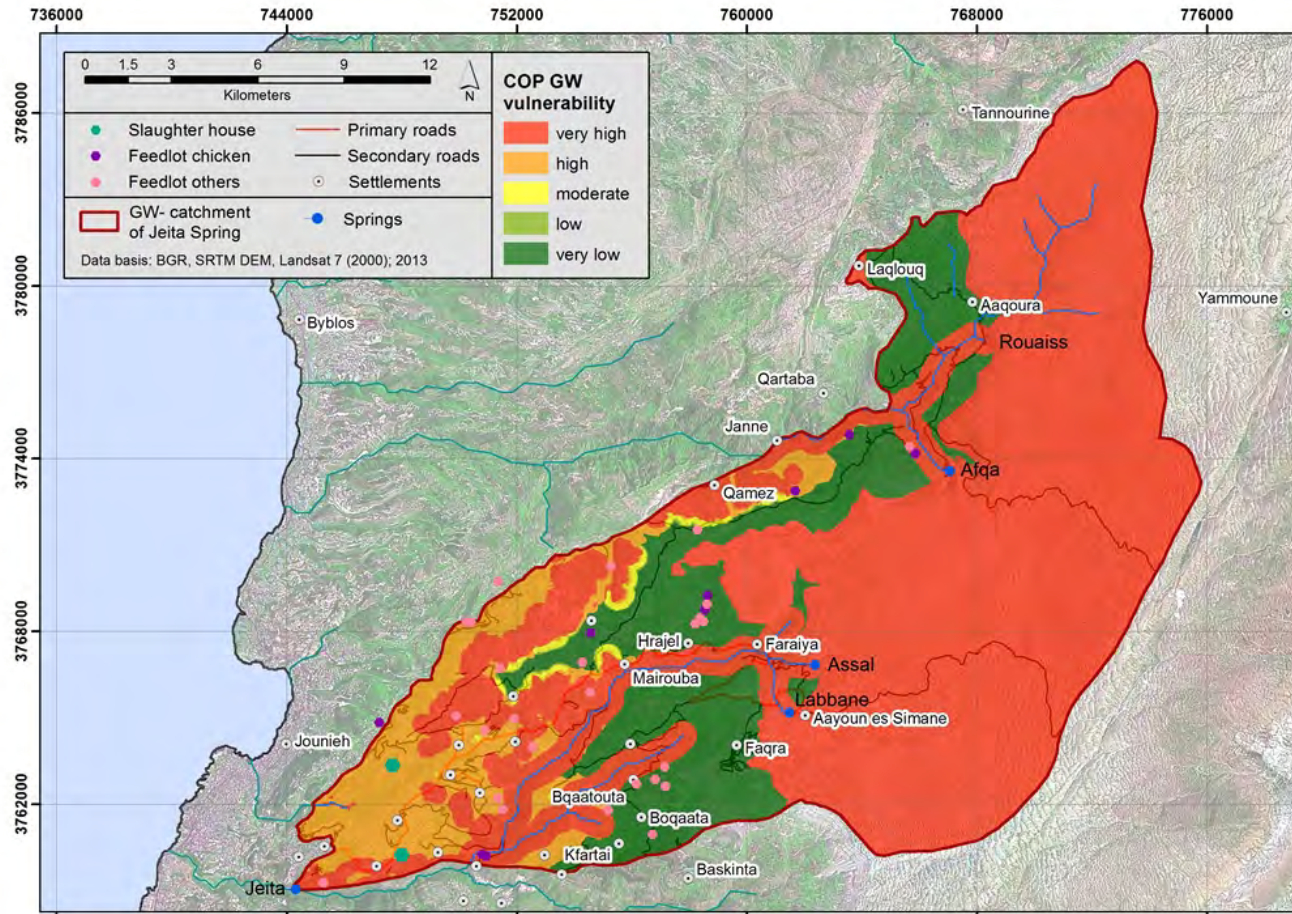 736000 744000 752000 760000 768000 776000
3786000
3780000
3774000
3768000
3762000
0 1.5 3 6 9 12
Kilometers
N
Slaughter house
Feedlot chicken
Feedlot others
Primary roads
Secondary roads
Settlements
GW- catchment
of Jeita Spring
Springs
Data basis: BGR, SRTM DEM, Landsat 7 (2000); 2013
COP GW
vulnerability
very high
high
moderate
low
very low
Tannourine
Laqlouq
Aaqoura
Yammoune
Byblos
Rouaiss
Qartaba
Janne
Afqa
Qamez
Hrajel
Faraiya
Mairouba
Assal
Labbane
Aayoun es Simane
Jounieh
Faqra
Bqaatouta
Boqaata
Kfartai
Baskinta
Jeita